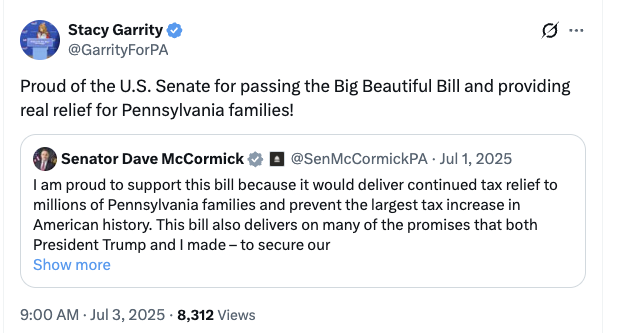 Stacy Garrity
@GarrityForPA
Proud of the U.S. Senate for passing the Big Beautiful Bill and providing
real relief for Pennsylvania families!
Senator Dave McCormick @SenMcCormickPA · Jul 1, 2025
I am proud to support this bill because it would deliver continued tax relief to
millions of Pennsylvania families and prevent the largest tax increase in
American history. This bill also delivers on many of the promises that both
President Trump and I made – to secure our
Show more
9:00 AM · Jul 3, 2025 · 8,312 Views